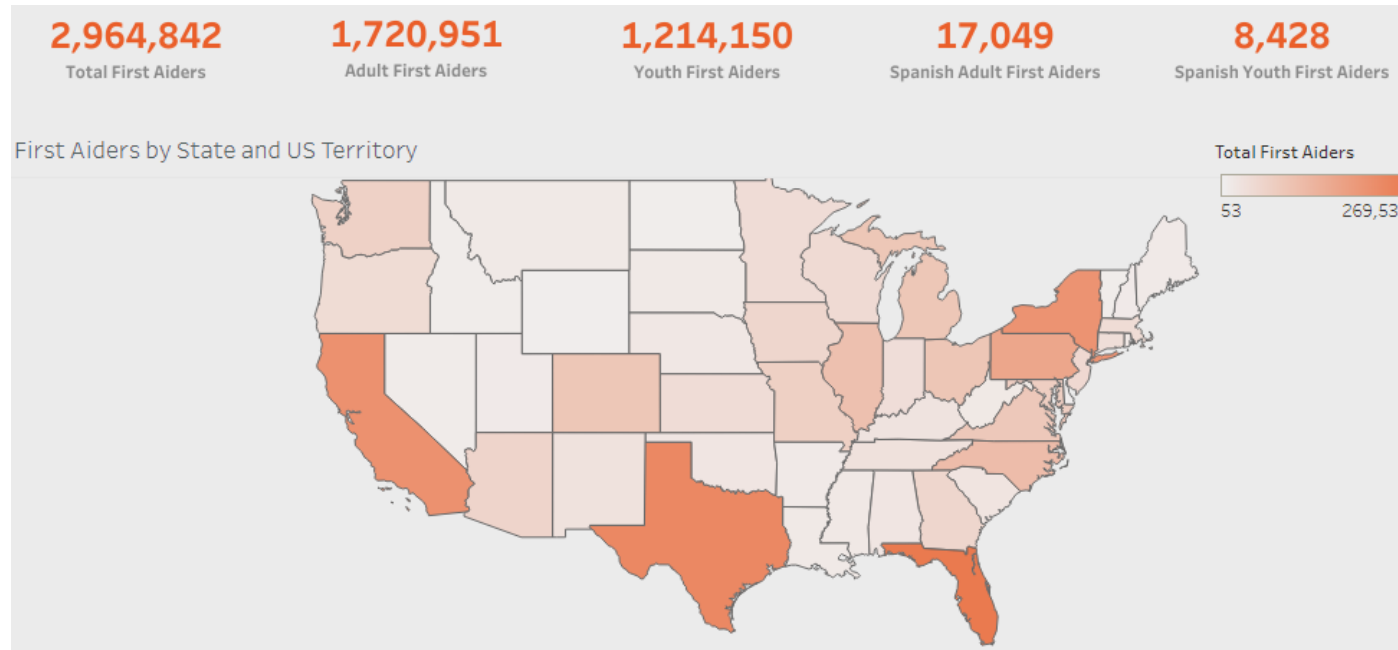 2,964,842 1,720,951 1,214,150 17,049 8,428
Total First Aiders Adult First Aiders Youth First Aiders Spanish Adult First Aiders Spanish Youth First Aiders
First Aiders by State and US Territory
Total First Aiders
53 269,53